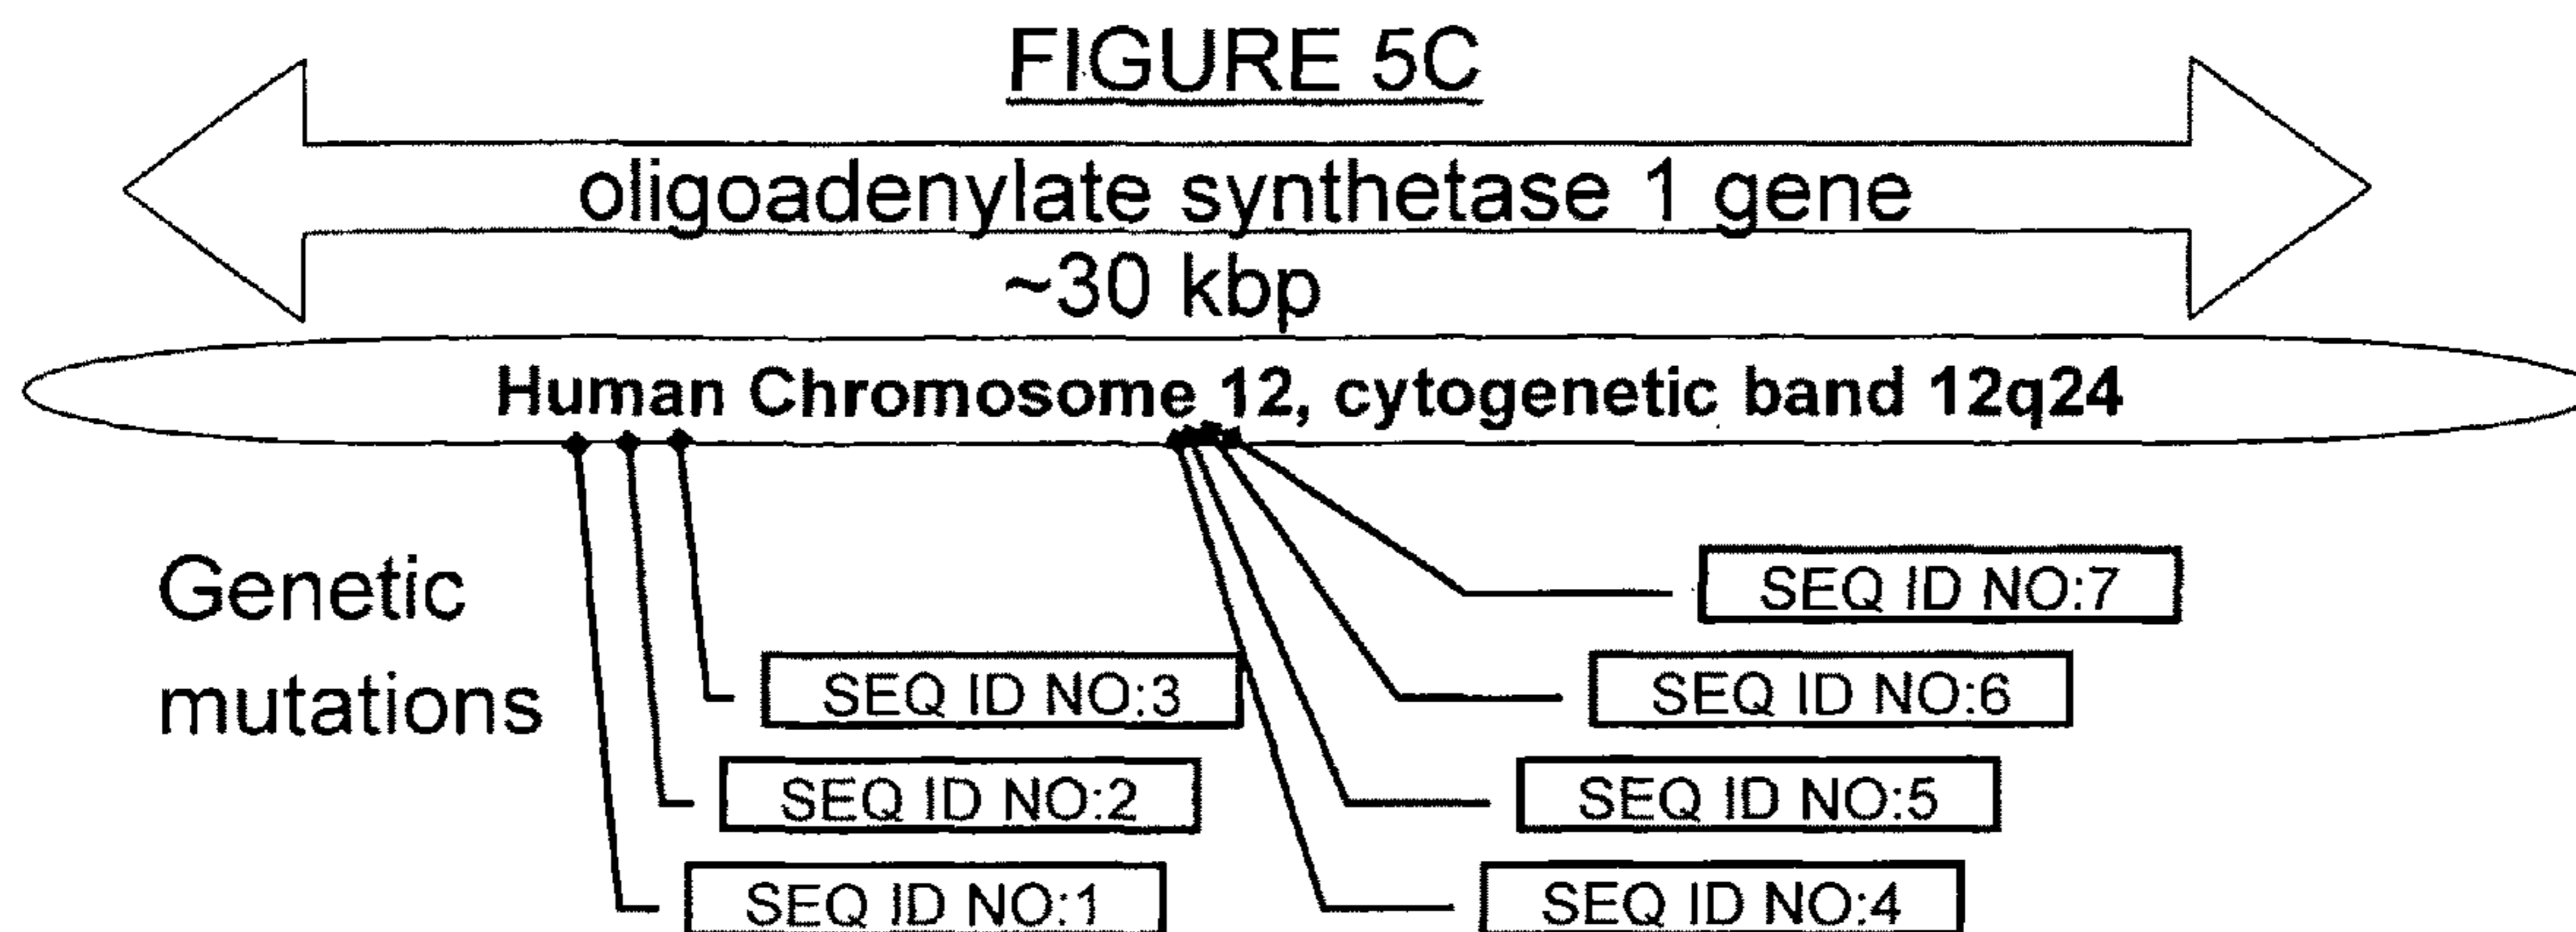 FIGURE 5C
oligoadenylate synthetase 1 gene
~30 kbp
Human Chromosome 12, cytogenetic band 12q24
Genetic
mutations
SEQ ID NO:7
SEQ ID NO:3
SEQ ID NO:6
SEQ ID NO:2
SEQ ID NO:5
SEQ ID NO:1
SEQ ID NO:4